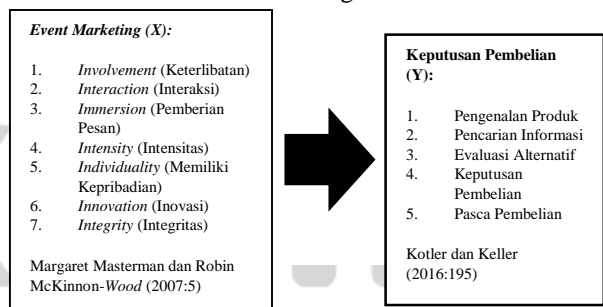 Event Marketing (X):
1. Involvement (Keterlibatan)
2. Interaction (Interaksi)
3. Immersion (Pemberian
Pesan)
4. Intensity (Intensitas)
5. Individuality (Memiliki
Kepribadian)
6. Innovation (Inovasi)
7. Integrity (Integritas)
Margaret Masterman dan Robin
McKinnon-Wood (2007:5)
Keputusan Pembelian
(Y):
1. Pengenalan Produk
2. Pencarian Informasi
3. Evaluasi Alternatif
4. Keputusan
Pembelian
5. Pasca Pembelian
Kotler dan Keller
(2016:195)